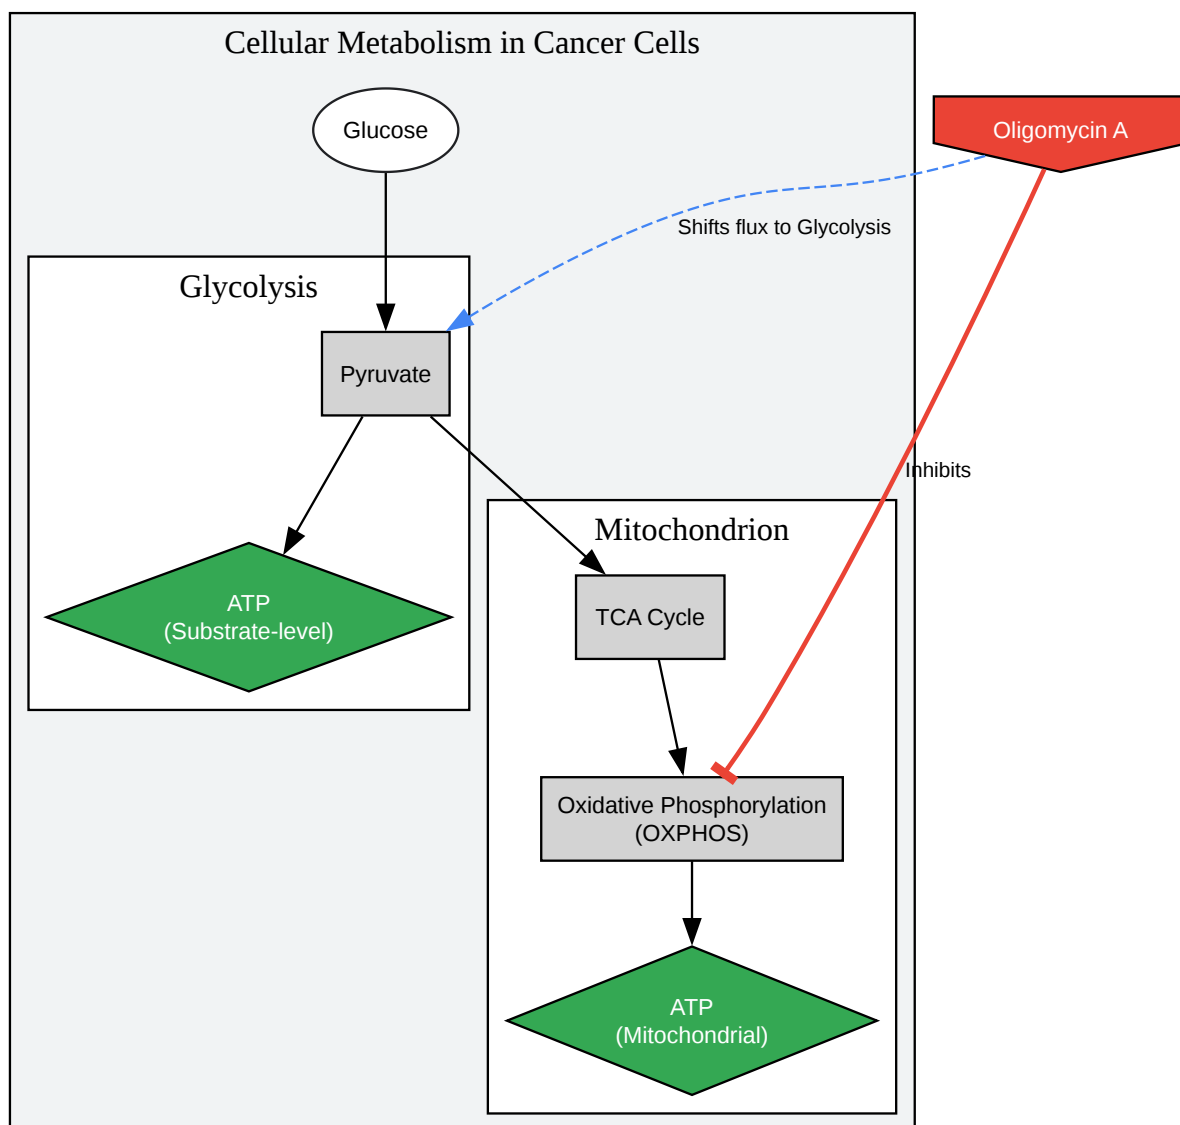 Cellular Metabolism in Cancer Cells
Glucose
Oligomycin A
Shifts flux to Glycolysis
Glycolysis
Pyruvate
Inhibits
Mitochondrion
ATP
(Substrate-level)
TCA Cycle
Oxidative Phosphorylation
(OXPHOS)
ATP
(Mitochondrial)